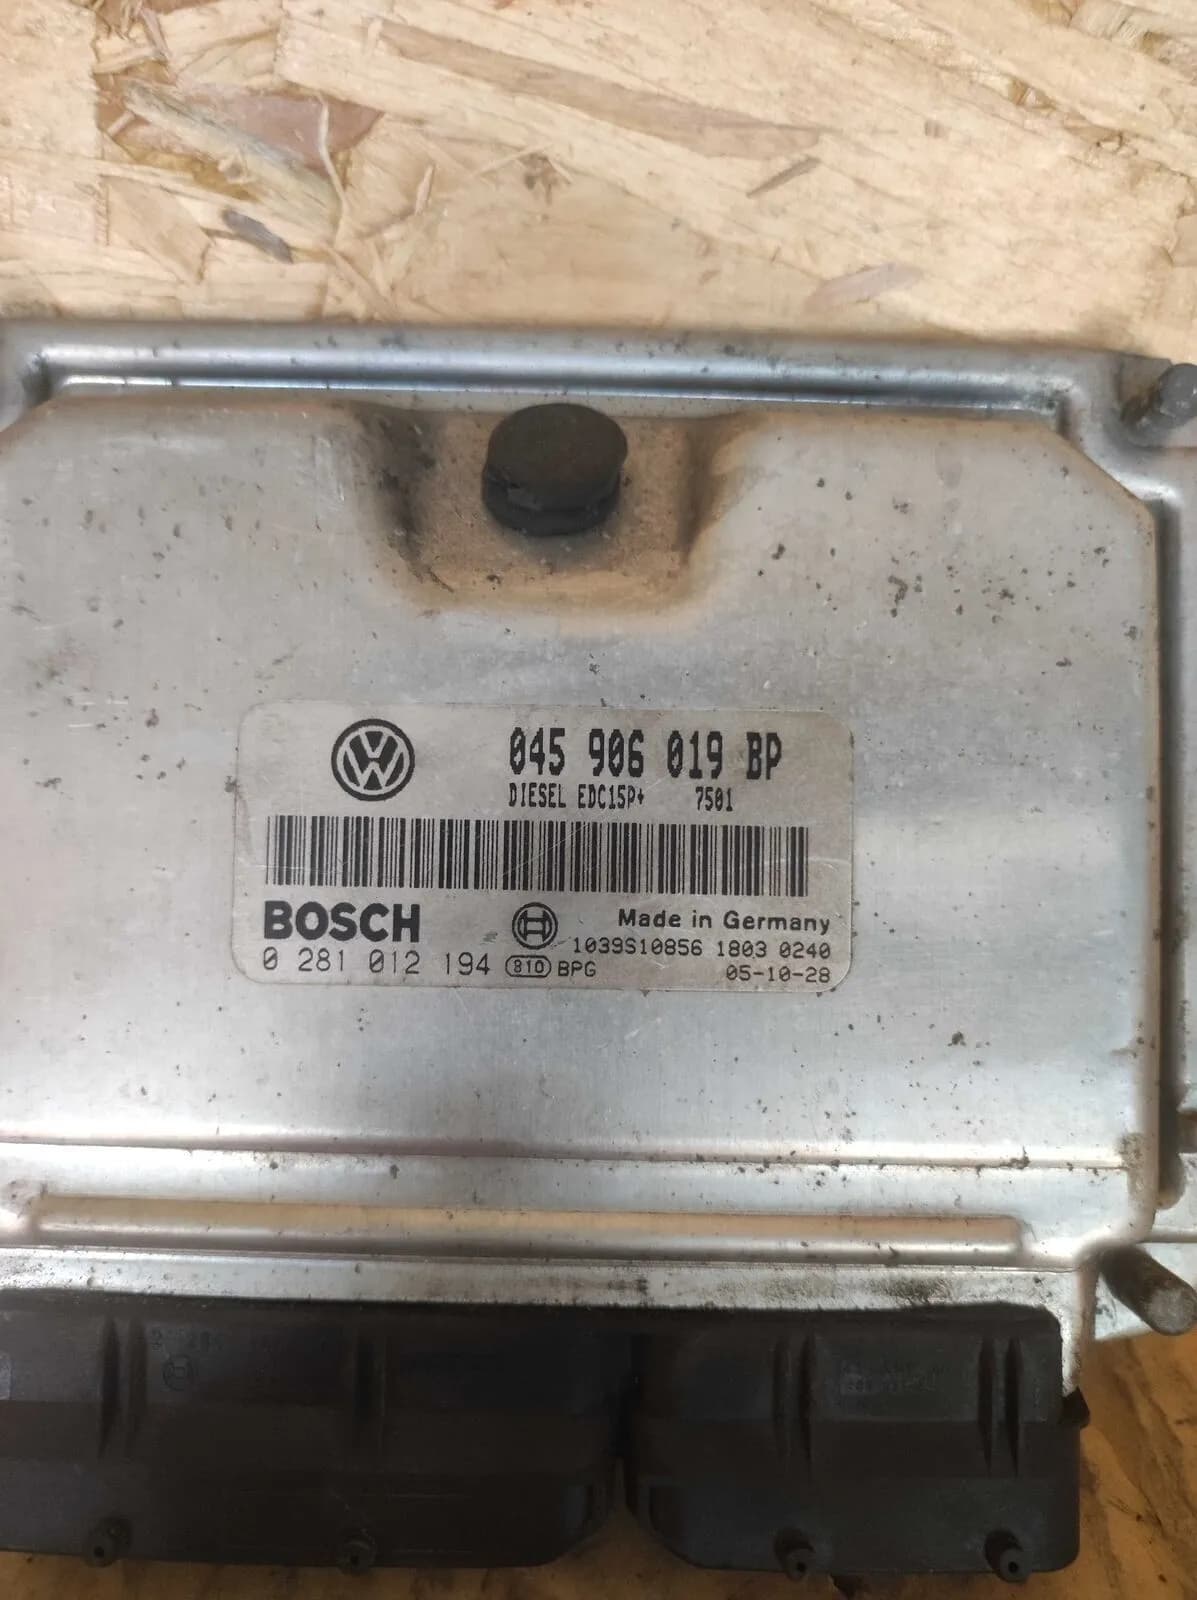 045 906 019 BP
DIESEL EDC15P+ 7501
BOSCH
Made in Germany
1039S10856 1803 0240
0 281 012 194 810 BPG 05-10-28